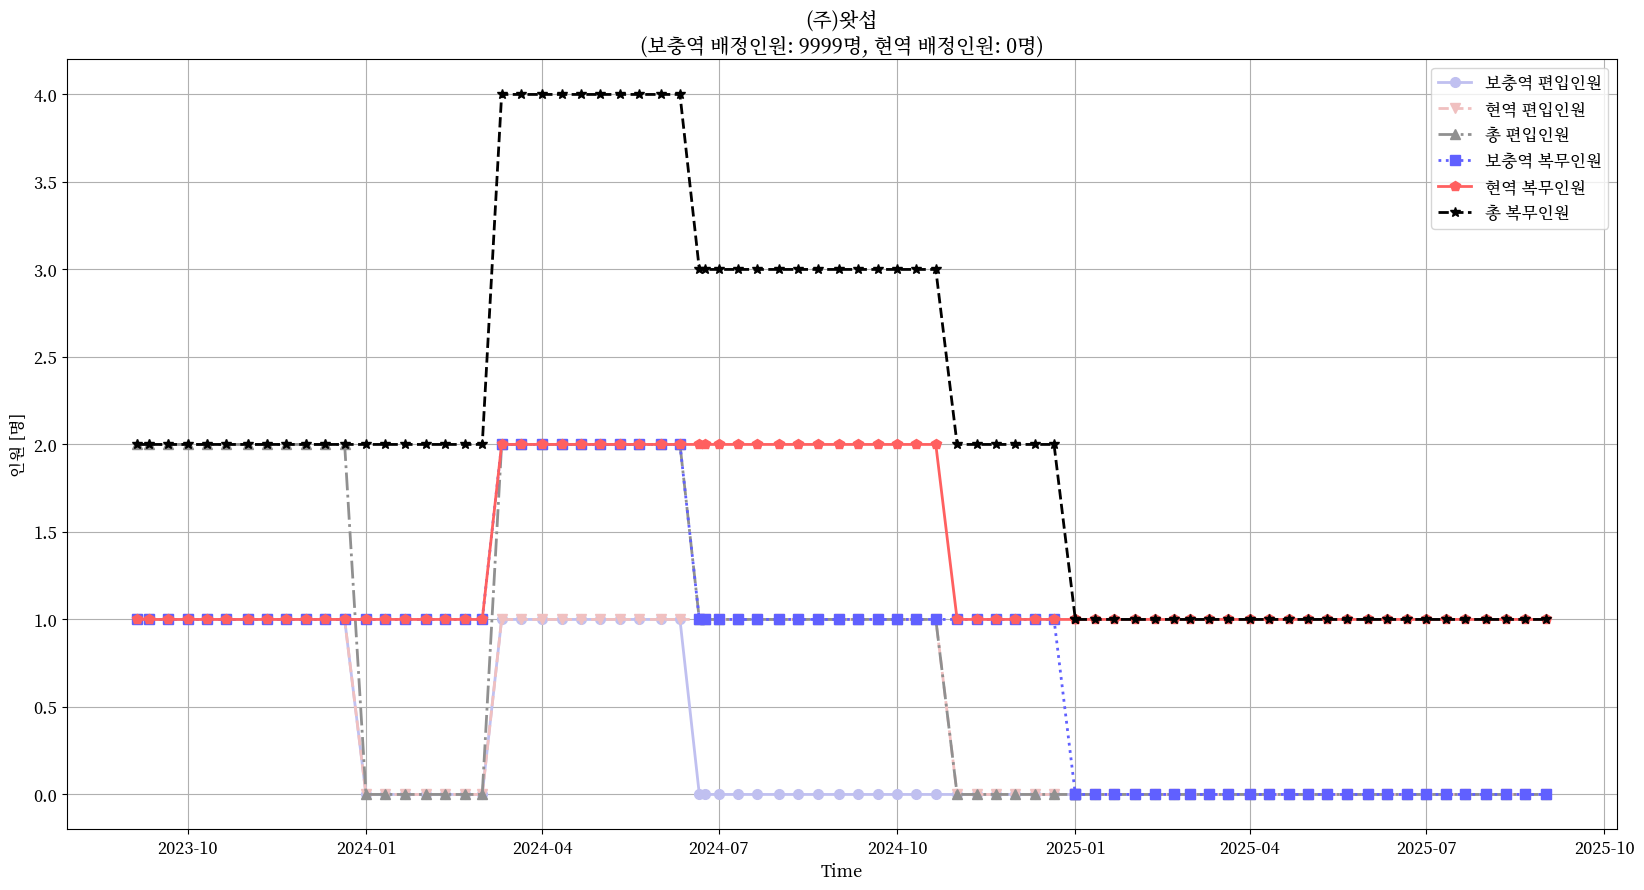 (주)왓섭
(보충역 배정인원: 9999명, 현역 배정인원: 0명)
보충역 편입인원
현역 편입인원
총 편입인원
보충역 복무인원
현역 복무인원
총 복무인원
인원 [명]
4.0
3.5
3.0
2.5
2.0
1.5
1.0
0.5
0.0
2023-10
2024-01
2024-04
2024-07
2024-10
2025-01
2025-04
2025-07
2025-10
Time